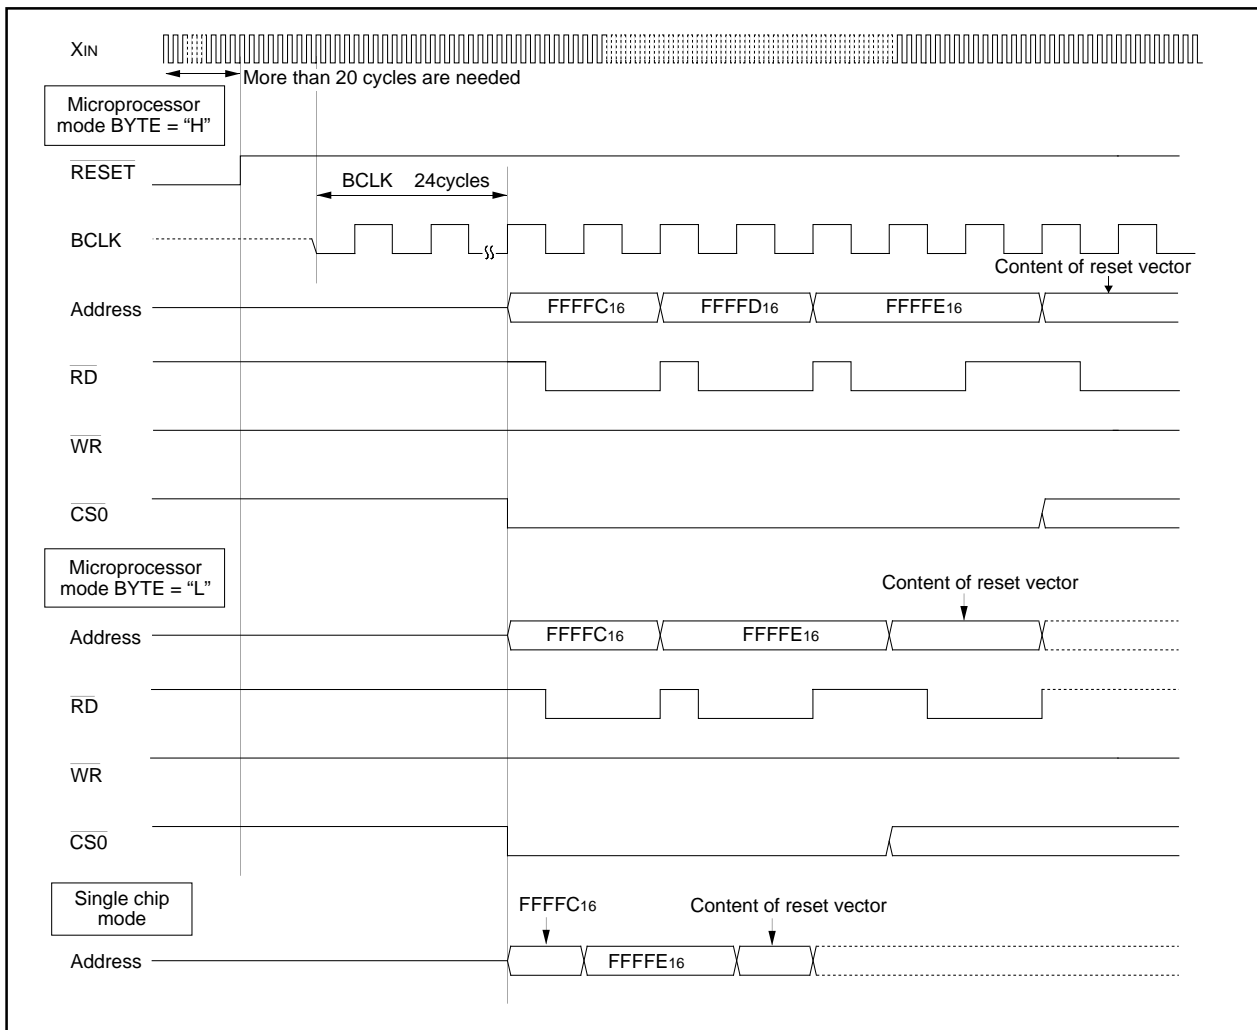 XIN
More than 20 cycles are needed
Microprocessor
mode BYTE = “H”
RESET
BCLK 24cycles
BCLK
Content of reset vector
Address
FFFFC16
FFFFD16
FFFFE16
RD
WR
CS0
Microprocessor
mode BYTE = “L”
Content of reset vector
Address
FFFFC16
FFFFE16
RD
WR
CS0
Single chip
mode
FFFFC16
Content of reset vector
Address
FFFFE16